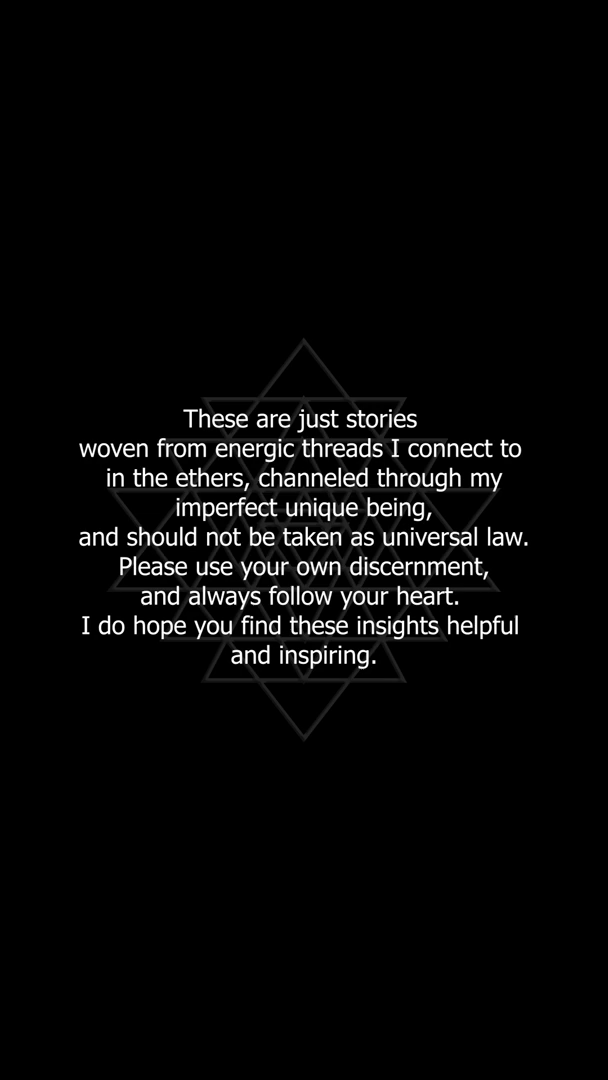 These are just stories
woven from energic threads I connect to
in the ethers, channeled through my
imperfect unique being,
and should not be taken as universal law.
Please use your own discernment,
and always follow your heart.
I do hope you find these insights helpful
and inspiring.